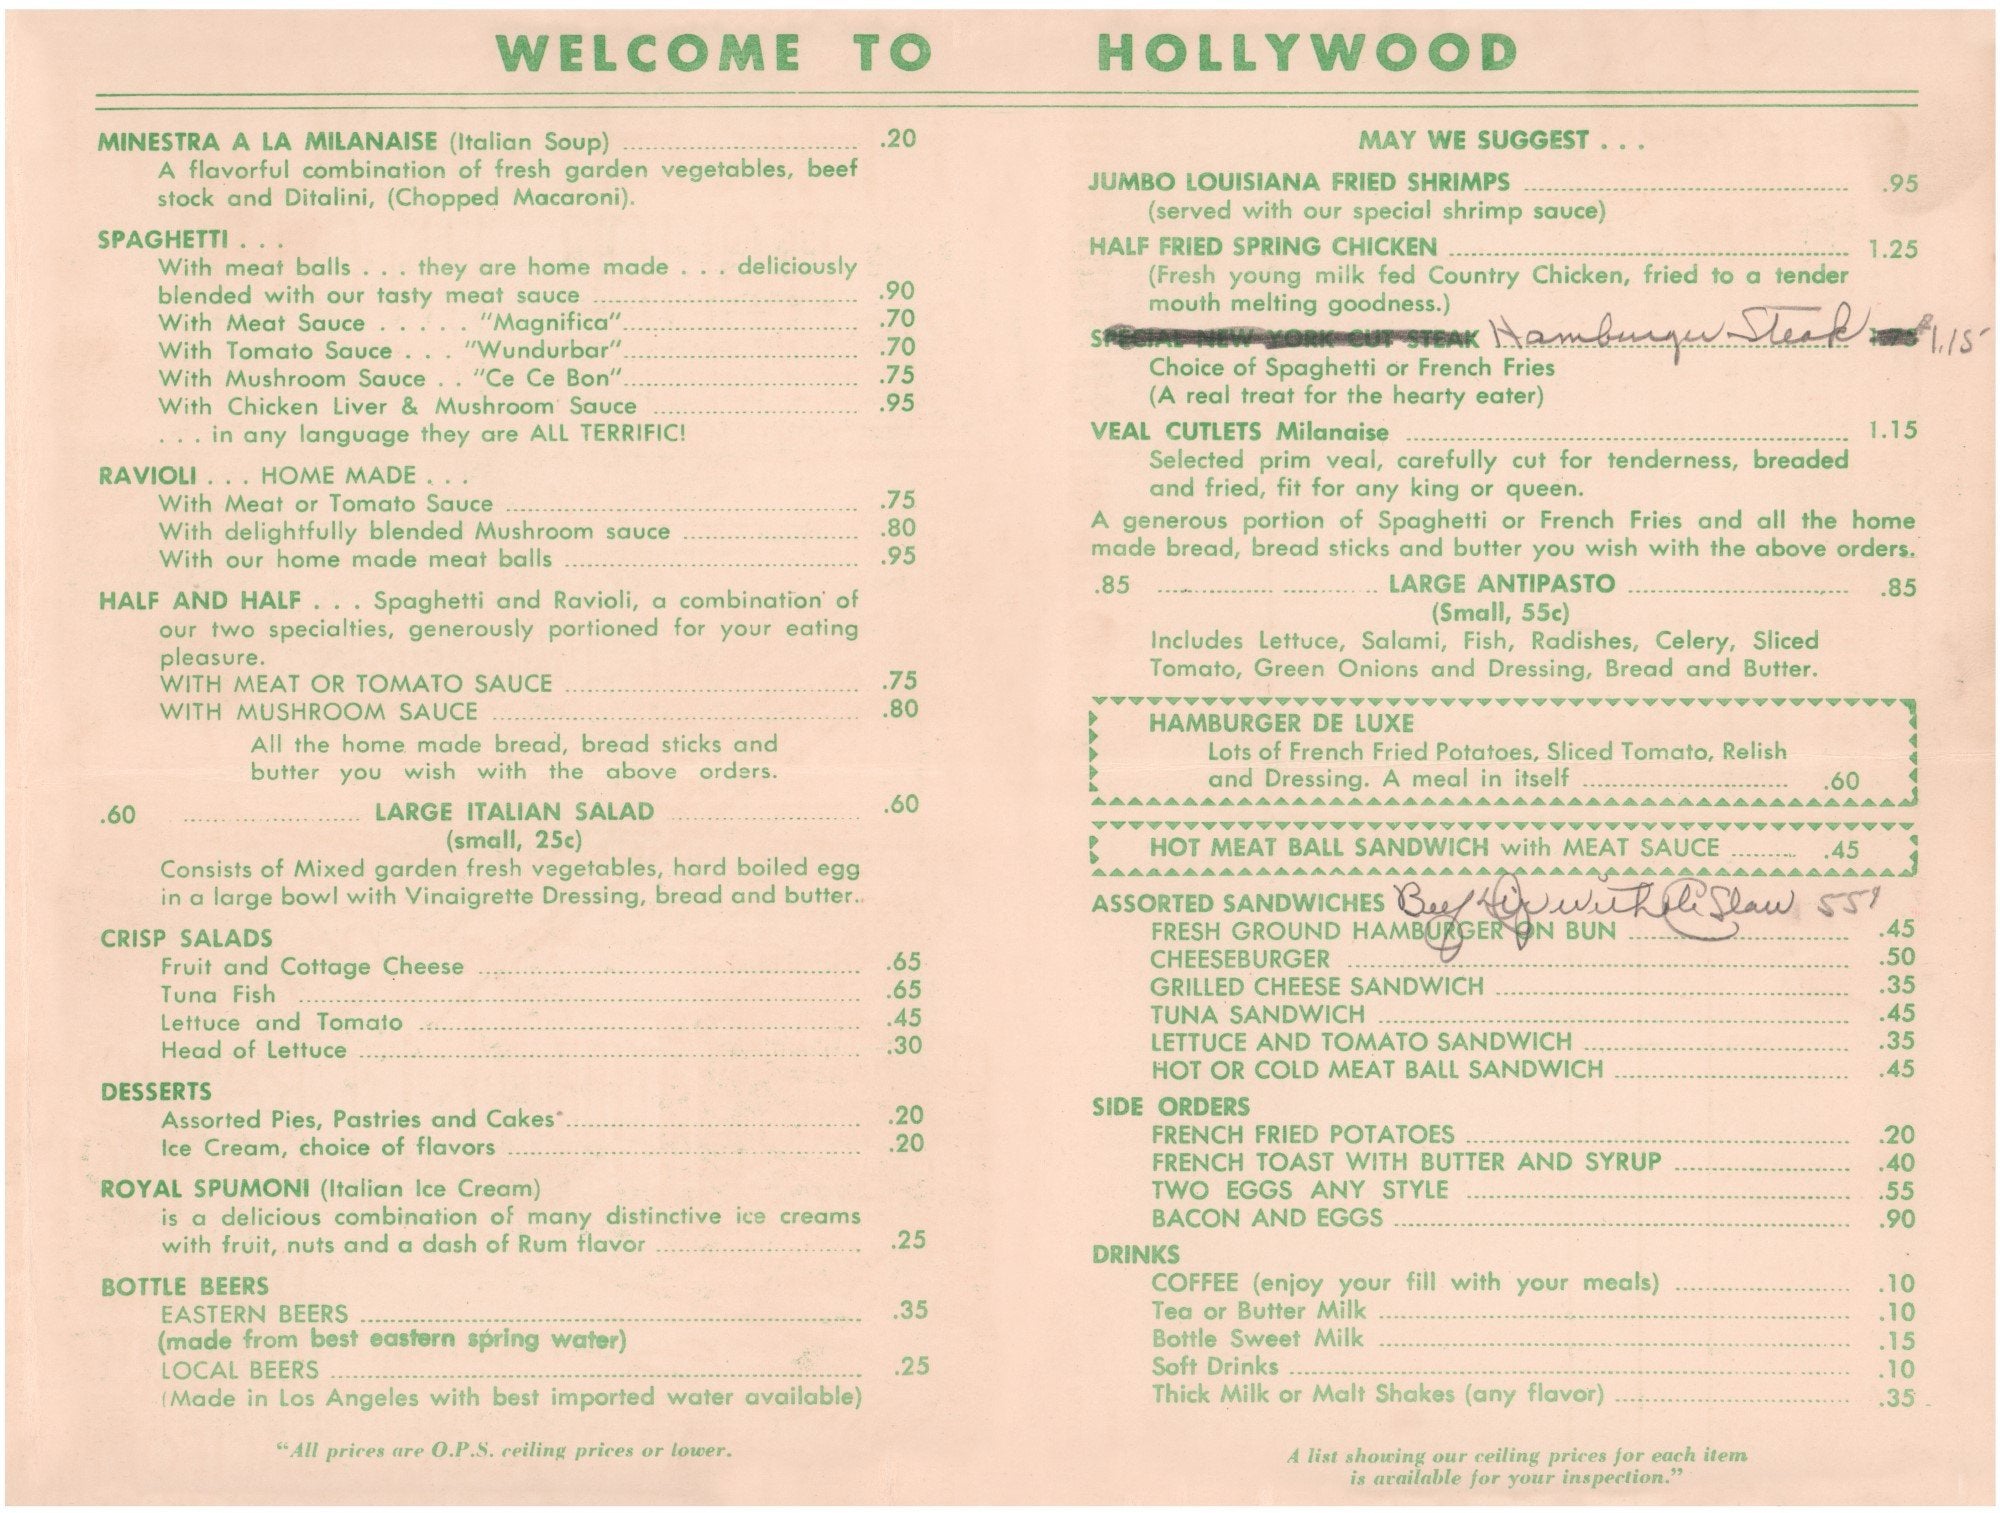 WELCOME TO HOLLYWOOD
MINESTRA A LA MILANAISE (Italian Soup) .20
A flavorful combination of fresh garden vegetables, beef
stock and Ditalini, (Chopped Macaroni).
SPAGHETTI . . .
With meat balls . . . they are home made . . . deliciously
blended with our tasty meat sauce .90
With Meat Sauce . . . . . "Magnifica" .70
With Tomato Sauce . . . "Wundurbar" .70
With Mushroom Sauce . . "Ce Ce Bon" .75
With Chicken Liver & Mushroom Sauce .95
. . . in any language they are ALL TERRIFIC!
RAVIOLI . . . HOME MADE . . .
With Meat or Tomato Sauce .75
With delightfully blended Mushroom sauce .80
With our home made meat balls .95
HALF AND HALF . . . Spaghetti and Ravioli, a combination of
our two specialties, generously portioned for your eating
pleasure.
WITH MEAT OR TOMATO SAUCE .75
WITH MUSHROOM SAUCE .80
All the home made bread, bread sticks and
butter you wish with the above orders.
.60 LARGE ITALIAN SALAD .60
(small, 25c)
Consists of Mixed garden fresh vegetables, hard boiled egg
in a large bowl with Vinaigrette Dressing, bread and butter.
CRISP SALADS
Fruit and Cottage Cheese .65
Tuna Fish .65
Lettuce and Tomato .45
Head of Lettuce .30
DESSERTS
Assorted Pies, Pastries and Cakes .20
Ice Cream, choice of flavors .20
ROYAL SPUMONI (Italian Ice Cream)
is a delicious combination of many distinctive ice creams
with fruit, nuts and a dash of Rum flavor .25
BOTTLE BEERS
EASTERN BEERS .35
(made from best eastern spring water)
LOCAL BEERS .25
(Made in Los Angeles with best imported water available)
"All prices are O.P.S. ceiling prices or lower.
MAY WE SUGGEST . . .
JUMBO LOUISIANA FRIED SHRIMPS .95
(served with our special shrimp sauce)
HALF FRIED SPRING CHICKEN 1.25
(Fresh young milk fed Country Chicken, fried to a tender
mouth melting goodness.)
SPECIAL NEW YORK CUT STEAK Hamburger Steak $1.15
Choice of Spaghetti or French Fries
(A real treat for the hearty eater)
VEAL CUTLETS Milanaise 1.15
Selected prim veal, carefully cut for tenderness, breaded
and fried, fit for any king or queen.
A generous portion of Spaghetti or French Fries and all the home
made bread, bread sticks and butter you wish with the above orders.
.85 LARGE ANTIPASTO .85
(Small, 55c)
Includes Lettuce, Salami, Fish, Radishes, Celery, Sliced
Tomato, Green Onions and Dressing, Bread and Butter.
HAMBURGER DE LUXE
Lots of French Fried Potatoes, Sliced Tomato, Relish
and Dressing. A meal in itself .60
HOT MEAT BALL SANDWICH with MEAT SAUCE .45
ASSORTED SANDWICHES Beef Dip with Slaw 55¢
FRESH GROUND HAMBURGER ON BUN .45
CHEESEBURGER .50
GRILLED CHEESE SANDWICH .35
TUNA SANDWICH .45
LETTUCE AND TOMATO SANDWICH .35
HOT OR COLD MEAT BALL SANDWICH .45
SIDE ORDERS
FRENCH FRIED POTATOES .20
FRENCH TOAST WITH BUTTER AND SYRUP .40
TWO EGGS ANY STYLE .55
BACON AND EGGS .90
DRINKS
COFFEE (enjoy your fill with your meals) .10
Tea or Butter Milk .10
Bottle Sweet Milk .15
Soft Drinks .10
Thick Milk or Malt Shakes (any flavor) .35
A list showing our ceiling prices for each item
is available for your inspection."